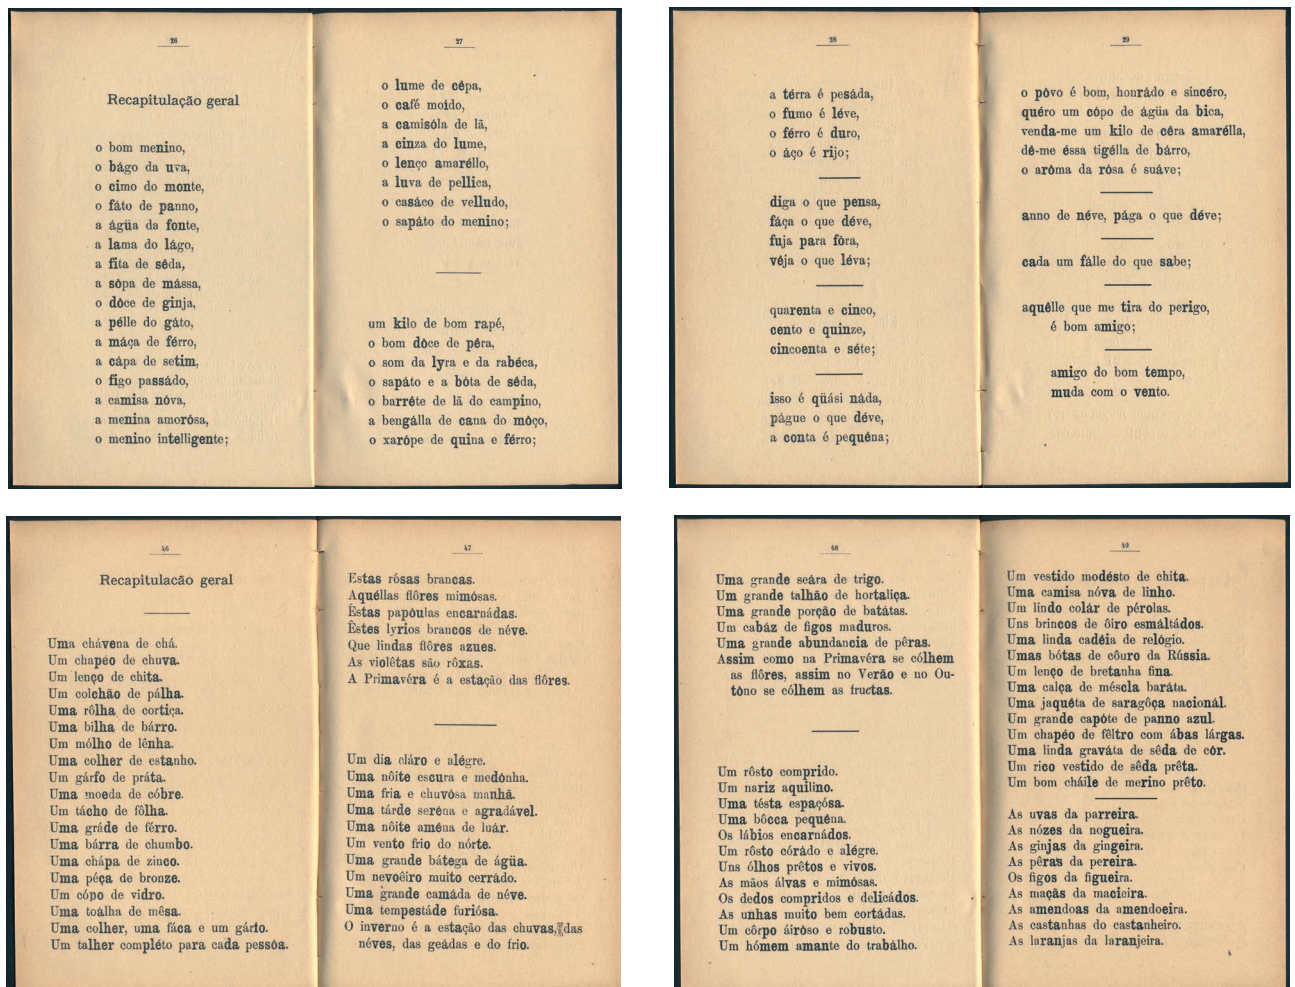 26
Recapitulação geral
o bom menino,
o bágo da uva,
o cimo do monte,
o fáto de panno,
a ágüa da fonte,
a lama do lágo,
a fita de sêda,
a sôpa de mássa,
o dôce de ginja,
a pélle do gáto,
a máça de férro,
a cápa de setim,
o figo passádo,
a camisa nóva,
a menina amorósa,
o menino intelligente;
27
o lume de cêpa,
o café moído,
a camisóla de lã,
a cinza do lume,
o lenço amaréllo,
a luva de pellica,
o casáco de velludo,
o sapáto do menino;
um kilo de bom rapé,
o bom dôce de pêra,
o som da lyra e da rabéca,
o sapáto e a bóta de sêda,
o barrête de lã do campino,
a bengálla de cana do môço,
o xarópe de quina e férro;
28
a térra é pesáda,
o fumo é léve,
o férro é duro,
o áço é rijo;
diga o que pensa,
fáça o que déve,
fuja para fóra,
vêja o que léva;
quarenta e cinco,
cento e quinze,
cincoenta e séte;
isso é qüási náda,
págue o que déve,
a conta é pequêna;
29
o pôvo é bom, honrádo e sincéro,
quéro um cópo de ágüa da bica,
venda-me um kilo de cêra amarélla,
dê-me éssa tigélla de bárro,
o arôma da rósa é suáve;
anno de néve, pága o que déve;
cada um fálle do que sabe;
aquêlle que me tira do perigo,
é bom amigo;
amigo do bom tempo,
muda com o vento.
46
Recapitulacão geral
Uma chávena de chá.
Um chapéo de chuva.
Um lenço de chita.
Um colchão de pálha.
Uma rôlha de cortiça.
Uma bilha de bárro.
Um mólho de lênha.
Uma colher de estanho.
Um gárfo de práta.
Uma moeda de cóbre.
Um tácho de fôlha.
Uma gráde de férro.
Uma bárra de chumbo.
Uma chápa de zinco.
Uma péça de bronze.
Um cópo de vidro.
Uma toálha de mêsa.
Uma colher, uma fáca e um gárfo.
Um talher compléto para cada pessôa.
47
Estas rósas brancas.
Aquéllas flôres mimósas.
Éstas papoulas encarnádas.
Êstes lyrios brancos de néve.
Que lindas flôres azues.
As violêtas são rôxas.
A Primavéra é a estação das flôres.
Um dia cláro e alégre.
Uma nôite escura e medônha.
Uma fria e chuvósa manhã.
Uma tárde seréna e agradável.
Uma nôite aména de luár.
Um vento frio do nórte.
Uma grande bátega de ágüa.
Um nevoêiro muito cerrádo.
Uma grande camáda de néve.
Uma tempestáde furiósa.
O inverno é a estação das chuvas, das
néves, das geádas e do frio.
48
Uma grande seára de trigo.
Um grande talhão de hortaliça.
Uma grande porção de batátas.
Um cabáz de figos maduros.
Uma grande abundancia de pêras.
Assim como na Primavéra se cólhem
as flôres, assim no Verão e no Ou-
tôno se cólhem as fructas.
Um rôsto comprido.
Um nariz aquilino.
Uma tésta espaçósa.
Uma bôcca pequêna.
Os lábios encarnádos.
Um rôsto córádo e alégre.
Uns ólhos prêtos e vivos.
As mãos álvas e mimósas.
Os dedos compridos e delicádos.
As unhas muito bem cortádas.
Um côrpo áiróso e robusto.
Um hómem amante do trabálho.
49
Um vestido modésto de chita.
Uma camisa nóva de linho.
Um lindo colár de pérolas.
Uns brincos de ôiro esmáltádos.
Uma linda cadêia de relógio.
Umas bótas de côuro da Rússia.
Um lenço de bretanha fina.
Uma calça de méscla baráta.
Uma jaquêta de saragôça nacionál.
Um grande capóte de panno azul.
Um chapéo de fêltro com ábas lárgas.
Uma linda graváta de sêda de côr.
Um rico vestido de sêda prêta.
Um bom cháile de merino prêto.
As uvas da parreira.
As nózes da nogueira.
As ginjas da gingeira.
As pêras da pereira.
Os figos da figueira.
As maçãs da macieira.
As amendoas da amendoeira.
As castanhas do castanheiro.
As laranjas da laranjeira.